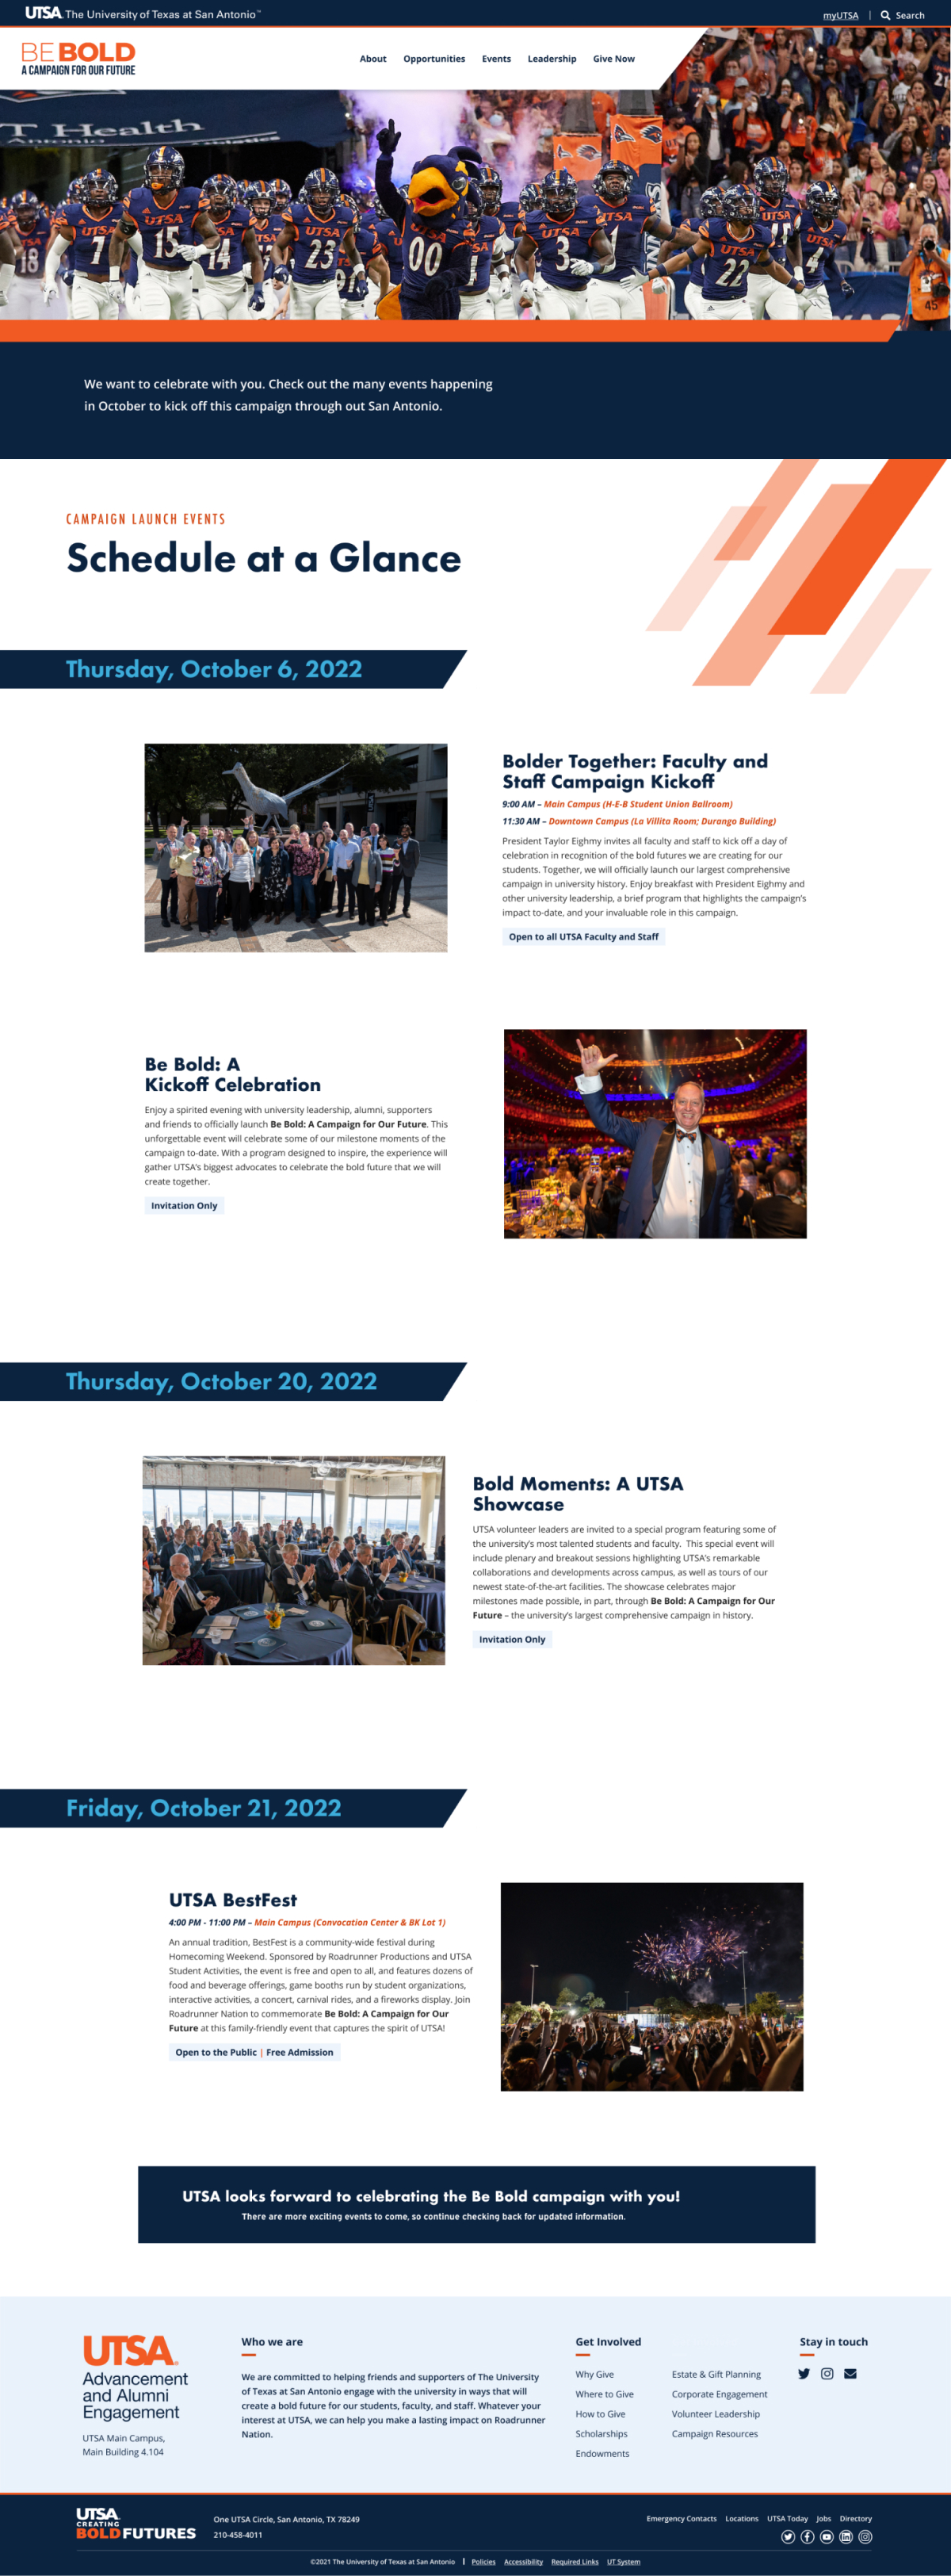 UTSA The University of Texas at San Antonio™
myUTSA | Search
BE BOLD
A CAMPAIGN FOR OUR FUTURE
About Opportunities Events Leadership Give Now
T Health
Antonio
18 7 15 14 23 00 3 22 4
UTSA
45
We want to celebrate with you. Check out the many events happening
in October to kick off this campaign through out San Antonio.
CAMPAIGN LAUNCH EVENTS
Schedule at a Glance
Thursday, October 6, 2022
Bolder Together: Faculty and
Staff Campaign Kickoff
9:00 AM – Main Campus (H-E-B Student Union Ballroom)
11:30 AM – Downtown Campus (La Villita Room; Durango Building)
President Taylor Eighmy invites all faculty and staff to kick off a day of
celebration in recognition of the bold futures we are creating for our
students. Together, we will officially launch our largest comprehensive
campaign in university history. Enjoy breakfast with President Eighmy and
other university leadership, a brief program that highlights the campaign's
impact to-date, and your invaluable role in this campaign.
Open to all UTSA Faculty and Staff
Be Bold: A
Kickoff Celebration
Enjoy a spirited evening with university leadership, alumni, supporters
and friends to officially launch Be Bold: A Campaign for Our Future. This
unforgettable event will celebrate some of our milestone moments of the
campaign to-date. With a program designed to inspire, the experience will
gather UTSA's biggest advocates to celebrate the bold future that we will
create together.
Invitation Only
Thursday, October 20, 2022
Bold Moments: A UTSA
Showcase
UTSA volunteer leaders are invited to a special program featuring some of
the university's most talented students and faculty. This special event will
include plenary and breakout sessions highlighting UTSA's remarkable
collaborations and developments across campus, as well as tours of our
newest state-of-the-art facilities. The showcase celebrates major
milestones made possible, in part, through Be Bold: A Campaign for Our
Future – the university's largest comprehensive campaign in history.
Invitation Only
Friday, October 21, 2022
UTSA BestFest
4:00 PM - 11:00 PM – Main Campus (Convocation Center & BK Lot 1)
An annual tradition, BestFest is a community-wide festival during
Homecoming Weekend. Sponsored by Roadrunner Productions and UTSA
Student Activities, the event is free and open to all, and features dozens of
food and beverage offerings, game booths run by student organizations,
interactive activities, a concert, carnival rides, and a fireworks display. Join
Roadrunner Nation to commemorate Be Bold: A Campaign for Our
Future at this family-friendly event that captures the spirit of UTSA!
Open to the Public | Free Admission
UTSA looks forward to celebrating the Be Bold campaign with you!
There are more exciting events to come, so continue checking back for updated information.
UTSA
Advancement
and Alumni
Engagement
UTSA Main Campus,
Main Building 4.104
Who we are
We are committed to helping friends and supporters of The University
of Texas at San Antonio engage with the university in ways that will
create a bold future for our students, faculty, and staff. Whatever your
interest at UTSA, we can help you make a lasting impact on Roadrunner
Nation.
Get Involved
Why Give
Where to Give
How to Give
Scholarships
Endowments
Estate & Gift Planning
Corporate Engagement
Volunteer Leadership
Campaign Resources
Stay in touch
UTSA
CREATING
BOLD FUTURES
One UTSA Circle, San Antonio, TX 78249
210-458-4011
Emergency Contacts Locations UTSA Today Jobs Directory
©2021 The University of Texas at San Antonio | Policies Accessibility Required Links UT System